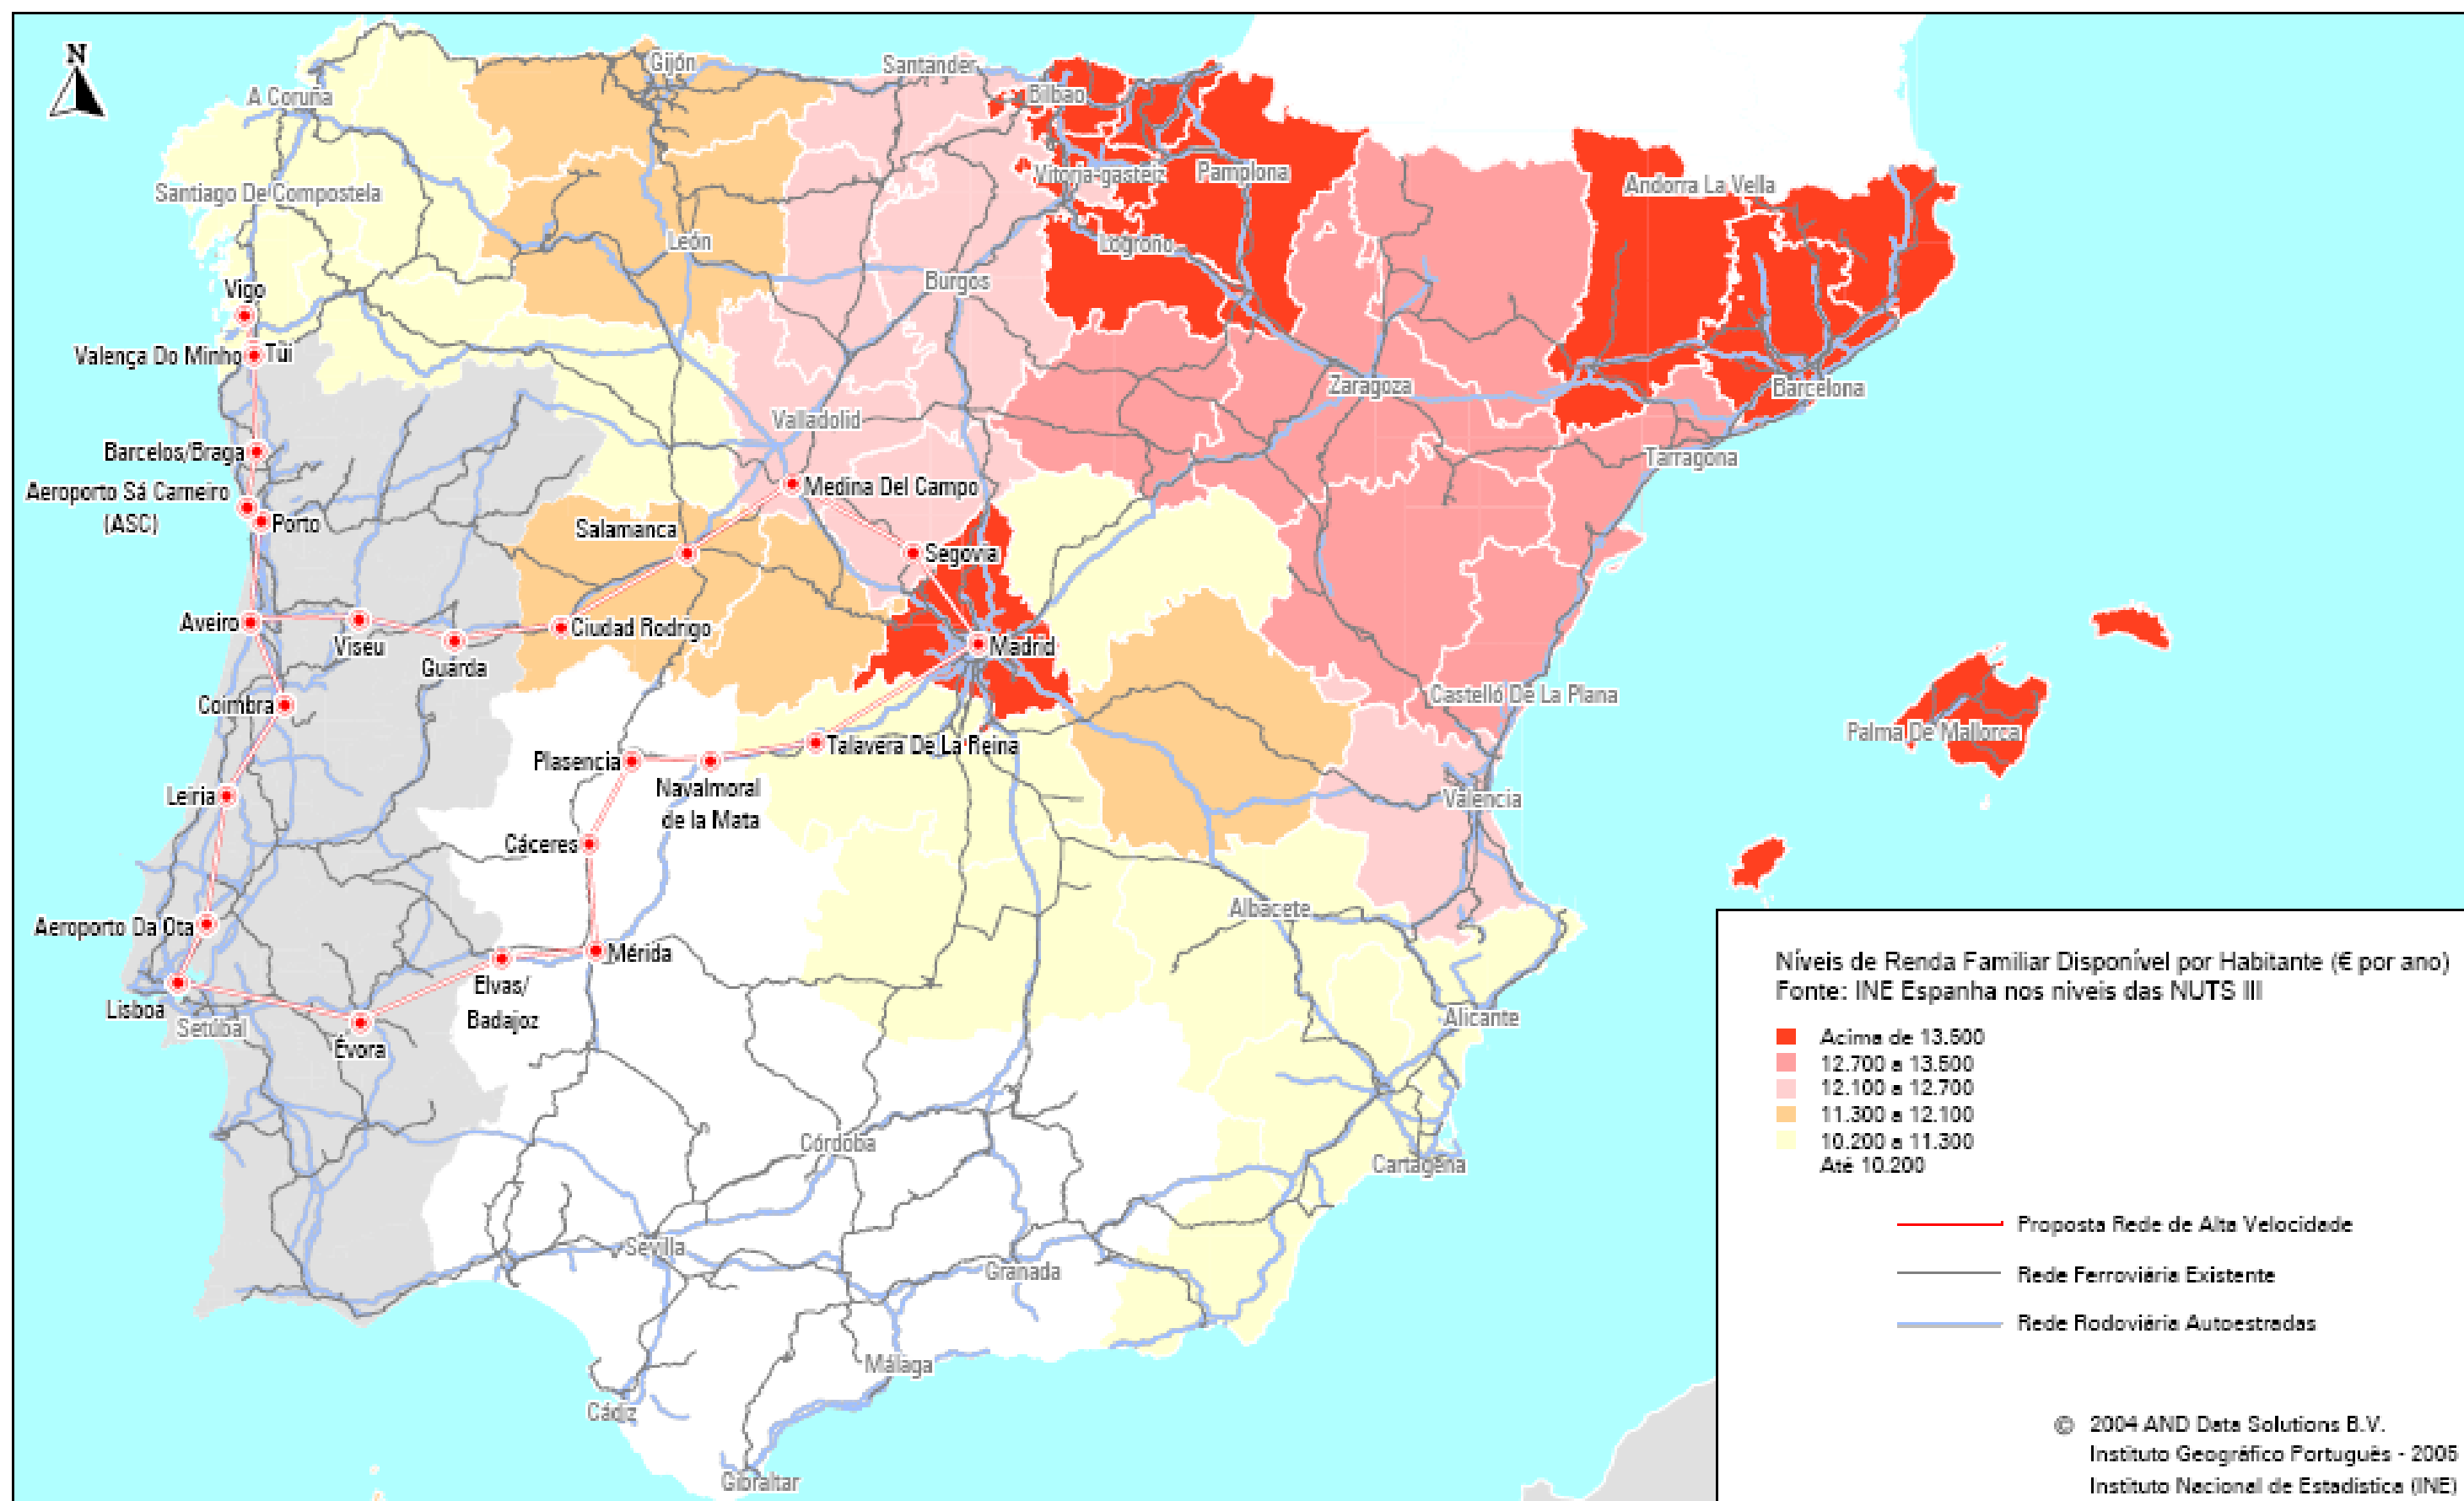 N
Gijón
Santander
A Coruña
Bilbao
Vitoria-gasteiz
Pamplona
Andorra La Vella
Santiago De Compostela
León
Logroño
Burgos
Vigo
Valença Do Minho
Tui
Zaragoza
Barcelona
Valladolid
Barcelos/Braga
Tarragona
Medina Del Campo
Aeroporto Sá Carneiro
(ASC)
Porto
Salamanca
Segovia
Aveiro
Viseu
Guarda
Ciudad Rodrigo
Madrid
Coimbra
Castelló De La Plana
Palma De Mallorca
Plasencia
Talavera De La Reina
Navalmoral
de la Mata
Leiria
Valencia
Cáceres
Albacete
Aeroporto Da Ota
Mérida
Elvas/
Badajoz
Lisboa
Setúbal
Évora
Alicante
Córdoba
Cartagena
Sevilla
Granada
Málaga
Cádiz
Gibraltar
Níveis de Renda Familiar Disponível por Habitante (€ por ano)
Fonte: INE Espanha nos níveis das NUTS III
Acima de 13.500
12.700 a 13.500
12.100 a 12.700
11.300 a 12.100
10.200 a 11.300
Até 10.200
Proposta Rede de Alta Velocidade
Rede Ferroviária Existente
Rede Rodoviária Autoestradas
© 2004 AND Data Solutions B.V.
Instituto Geográfico Português - 2005
Instituto Nacional de Estadistica (INE)